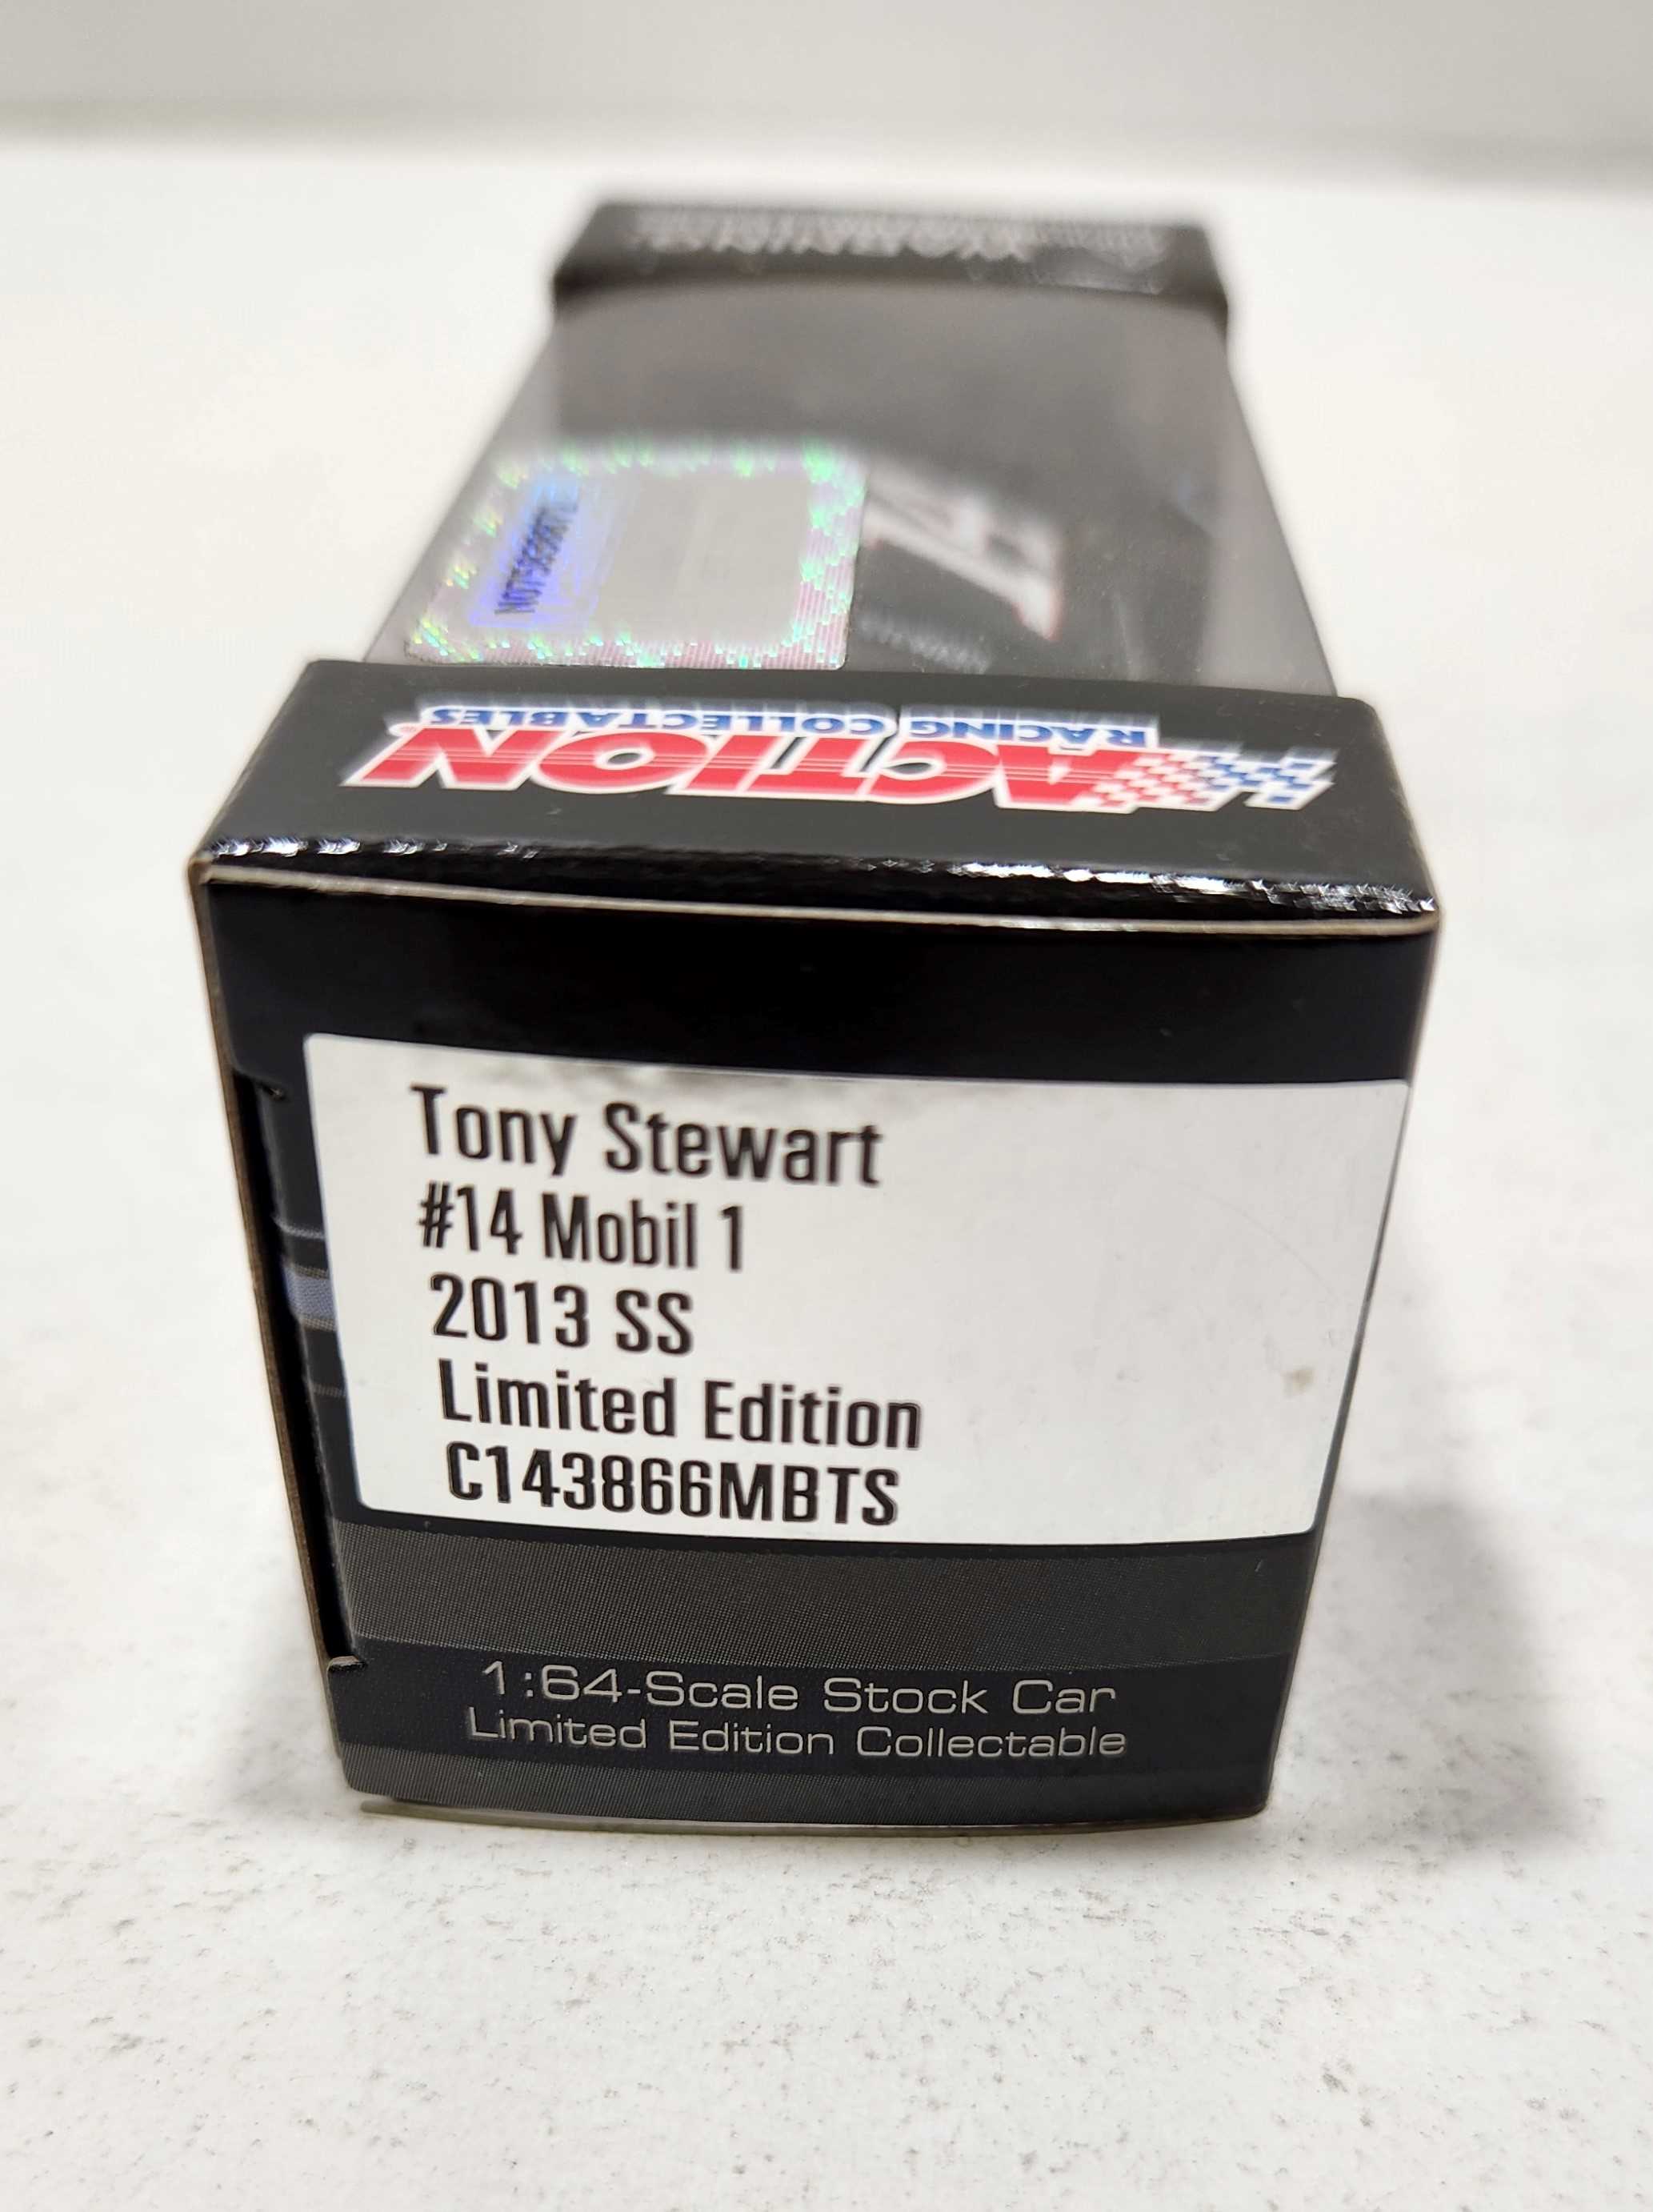 ACTION
RACING COLLECTABLES
Tony Stewart
#14 Mobil 1
2013 SS
Limited Edition
C143866MBTS
1:64-Scale Stock Car
Limited Edition Collectable